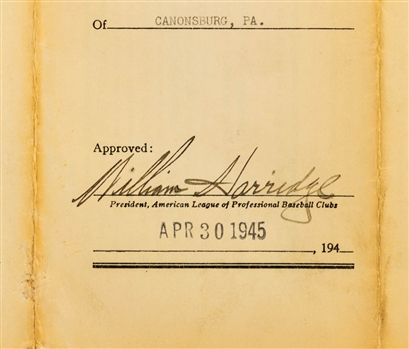 Of CANONSBURG, PA.
Approved:
William Harridge
President, American League of Professional Baseball Clubs
APR 30 1945
, 194